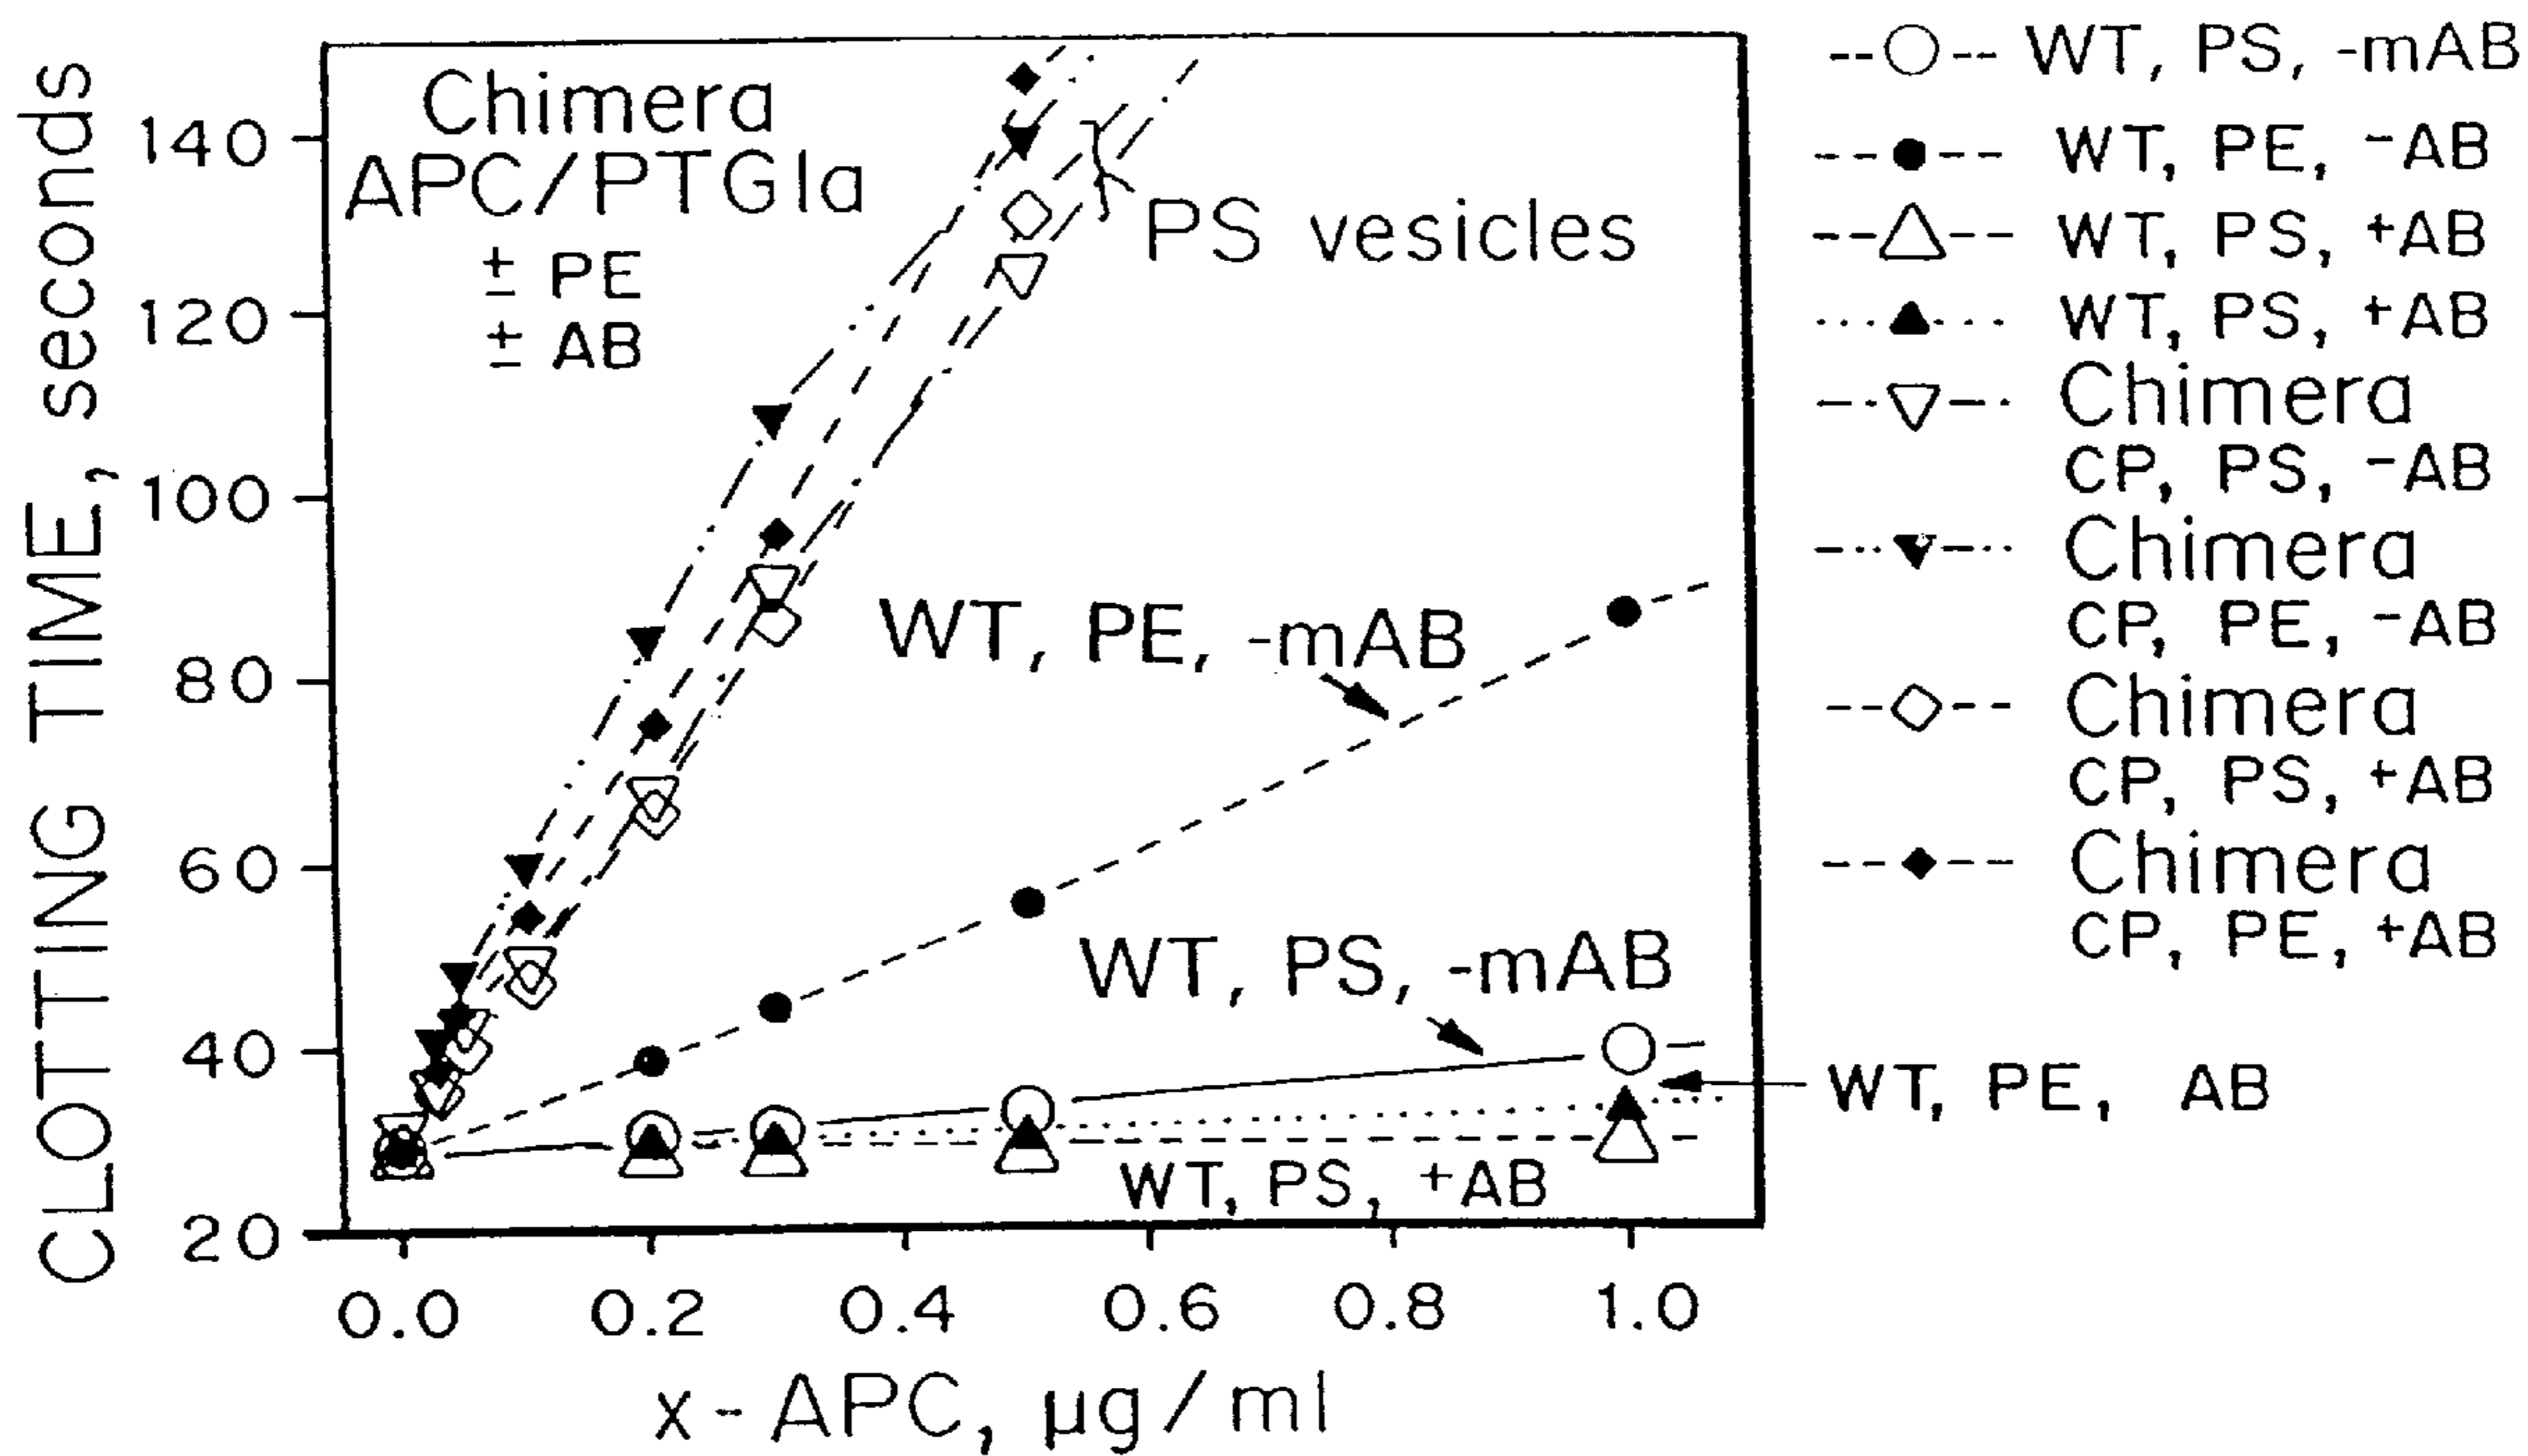 Chimera
APC/PTGla
± PE
± AB
PS vesicles
WT, PE, -mAB
WT, PS, -mAB
WT, PE, AB
WT, PS, +AB
CLOTTING TIME, seconds
140
120
100
80
60
40
20
0.0 0.2 0.4 0.6 0.8 1.0
x-APC, µg/ml
WT, PS, -mAB
WT, PE, -AB
WT, PS, +AB
WT, PS, +AB
Chimera
CP, PS, -AB
Chimera
CP, PE, -AB
Chimera
CP, PS, +AB
Chimera
CP, PE, +AB